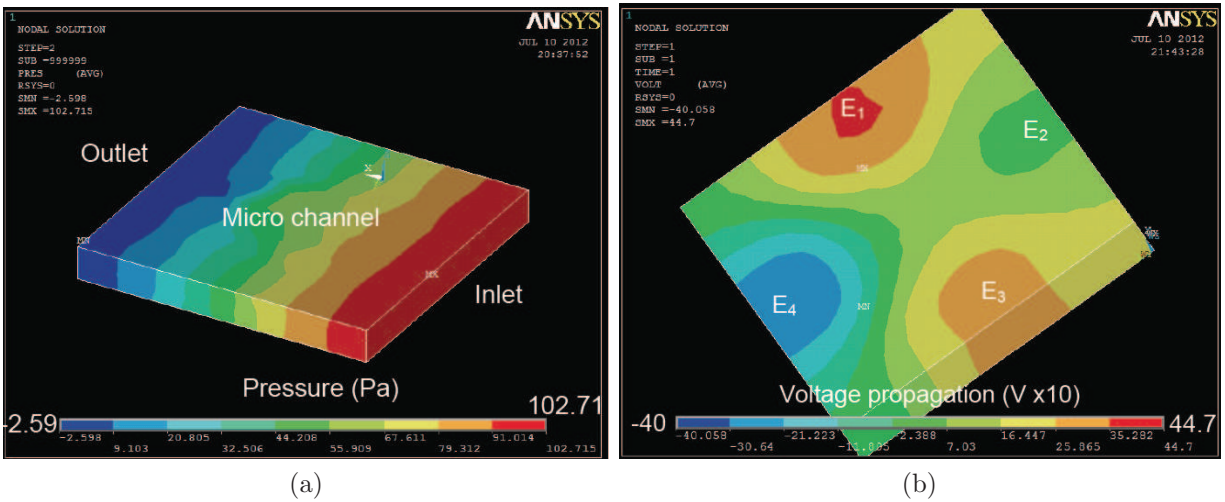 1
NODAL SOLUTION
STEP=2
SUB =999999
PRES (AVG)
RSYS=0
SMN =-2.598
SMX =102.715
ANSYS
JUL 10 2012
20:37:52
Outlet
X
Micro channel
MN
MX
Inlet
Pressure (Pa)
-2.59
102.71
-2.598 20.805 44.208 67.611 91.014
9.103 32.506 55.909 79.312 102.715
(a)
1
NODAL SOLUTION
STEP=1
SUB =1
TIME=1
VOLT (AVG)
RSYS=0
SMN =-40.058
SMX =44.7
ANSYS
JUL 10 2012
21:43:28
E1
E2
MX
E3
E4
MN
Voltage propagation (V x10)
-40
44.7
-40.058 -21.223 -2.388 16.447 35.282
-30.64 -11.805 7.03 25.865 44.7
(b)